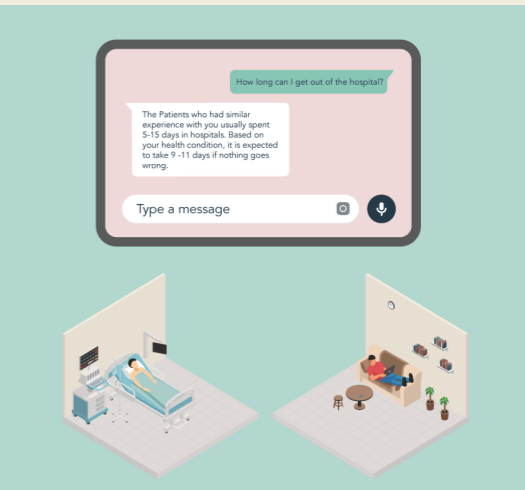 How long can I get out of the hospital?
The Patients who had similar
experience with you usually spent
5-15 days in hospitals. Based on
your health condition, it is expected
to take 9 -11 days if nothing goes
wrong.
Type a message